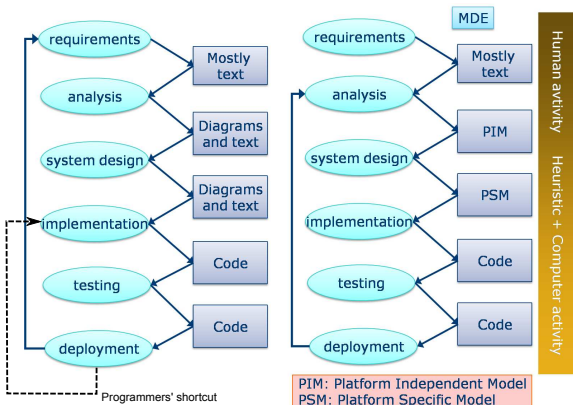 requirements
Mostly
text
analysis
Diagrams
and text
system design
Diagrams
and text
implementation
Code
testing
Code
deployment
Programmers' shortcut
MDE
requirements
Mostly
text
analysis
PIM
system design
PSM
implementation
Code
testing
Code
deployment
PIM: Platform Independent Model
PSM: Platform Specific Model
Human avtivity
Heuristic + Computer activity